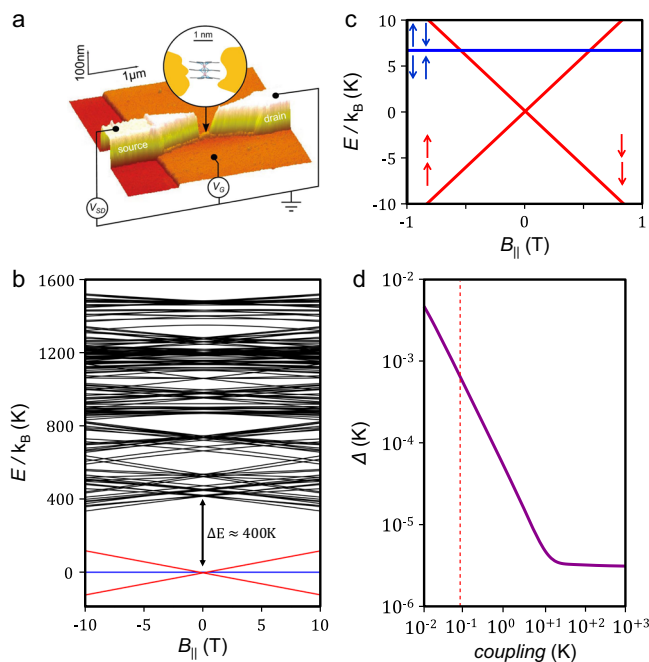 a
100nm
1μm
1 nm
source
drain
V_SD
V_G
b
E / k_B (K)
1600
1200
800
400
0
ΔE ≈ 400K
-10 -5 0 5 10
B_|| (T)
c
E / k_B (K)
10
5
0
-5
-10
-1 0 1
B_|| (T)
d
Δ (K)
10^-2
10^-3
10^-4
10^-5
10^-6
10^-2 10^-1 10^0 10^+1 10^+2 10^+3
coupling (K)